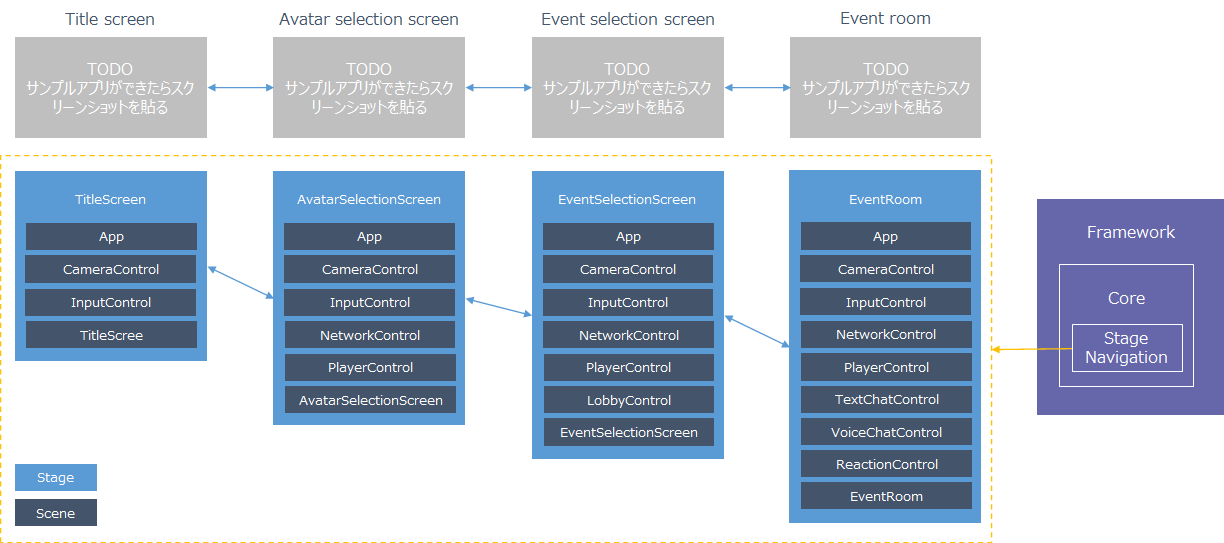 Title screen
Avatar selection screen
Event selection screen
Event room
TODO
サンプルアプリができたらスク
リーンショットを貼る
TODO
サンプルアプリができたらスク
リーンショットを貼る
TODO
サンプルアプリができたらスク
リーンショットを貼る
TODO
サンプルアプリができたらスク
リーンショットを貼る
TitleScreen
App
CameraControl
InputControl
TitleScree
AvatarSelectionScreen
App
CameraControl
InputControl
NetworkControl
PlayerControl
AvatarSelectionScreen
EventSelectionScreen
App
CameraControl
InputControl
NetworkControl
PlayerControl
LobbyControl
EventSelectionScreen
EventRoom
App
CameraControl
InputControl
NetworkControl
PlayerControl
TextChatControl
VoiceChatControl
ReactionControl
EventRoom
Framework
Core
Stage
Navigation
Stage
Scene